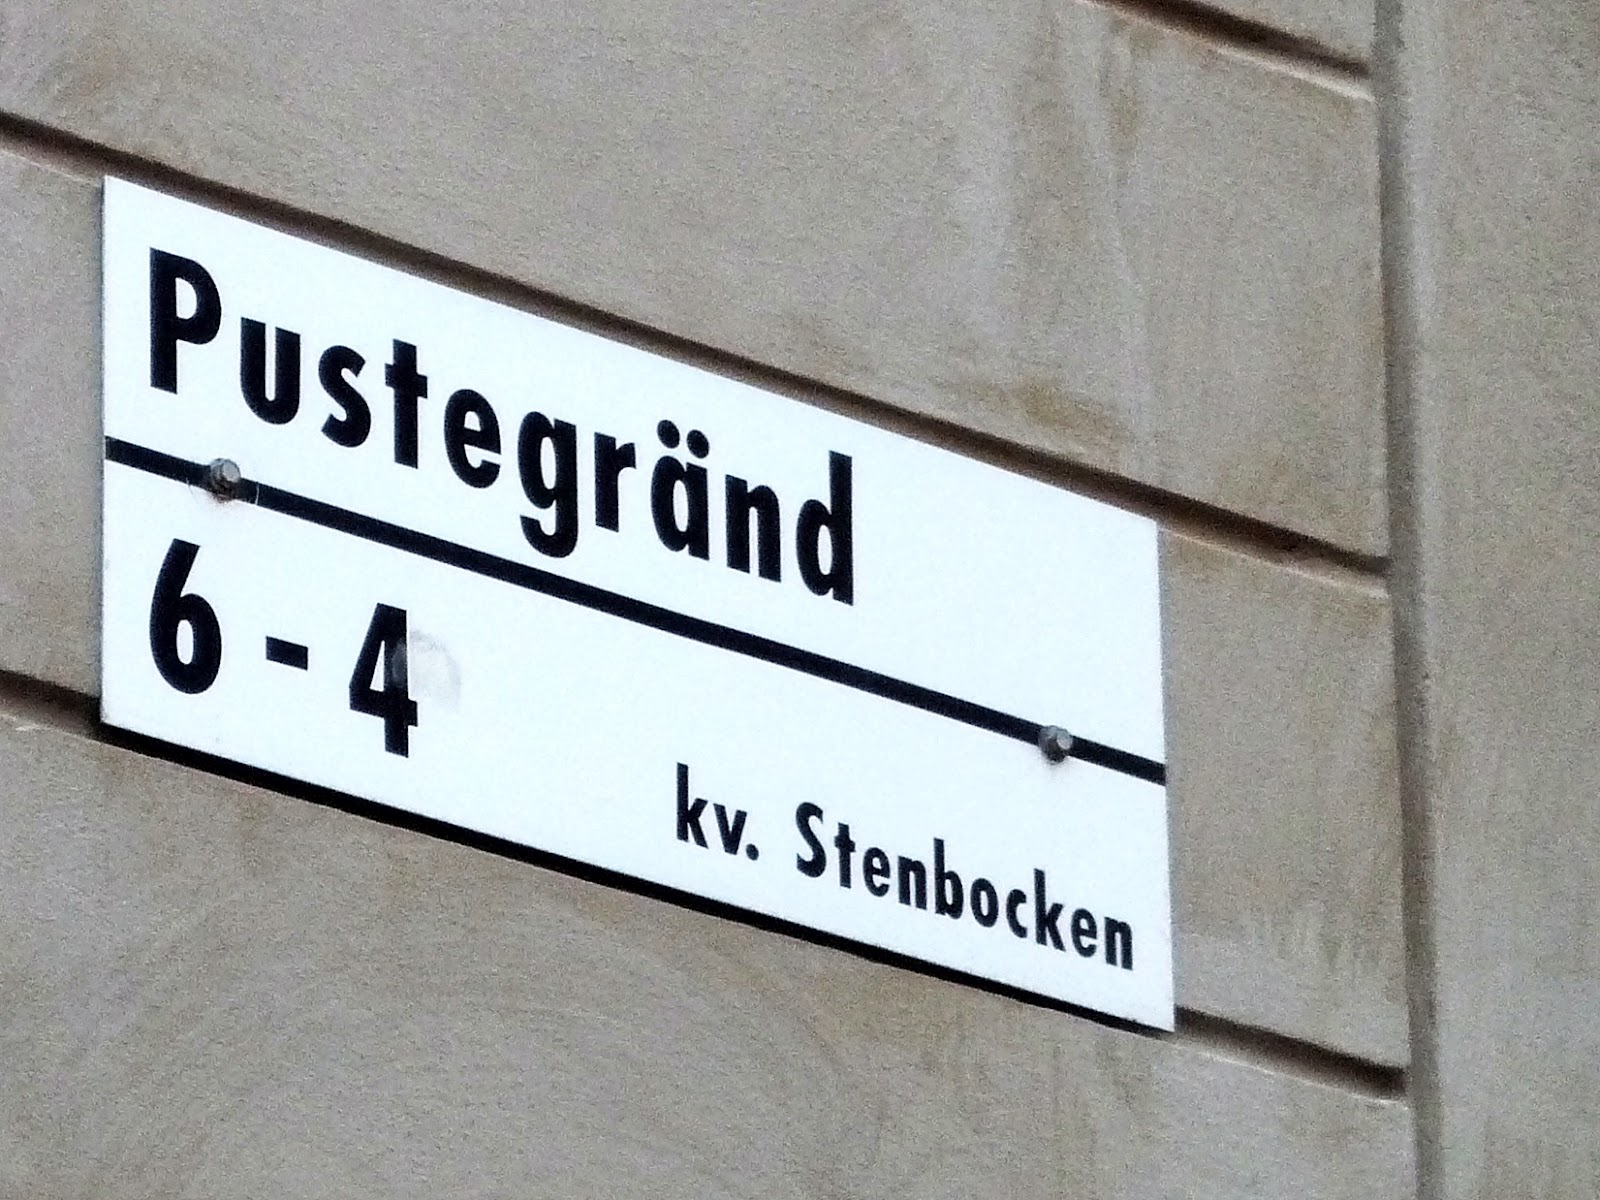 Pustegränd
6 - 4
kv. Stenbocken